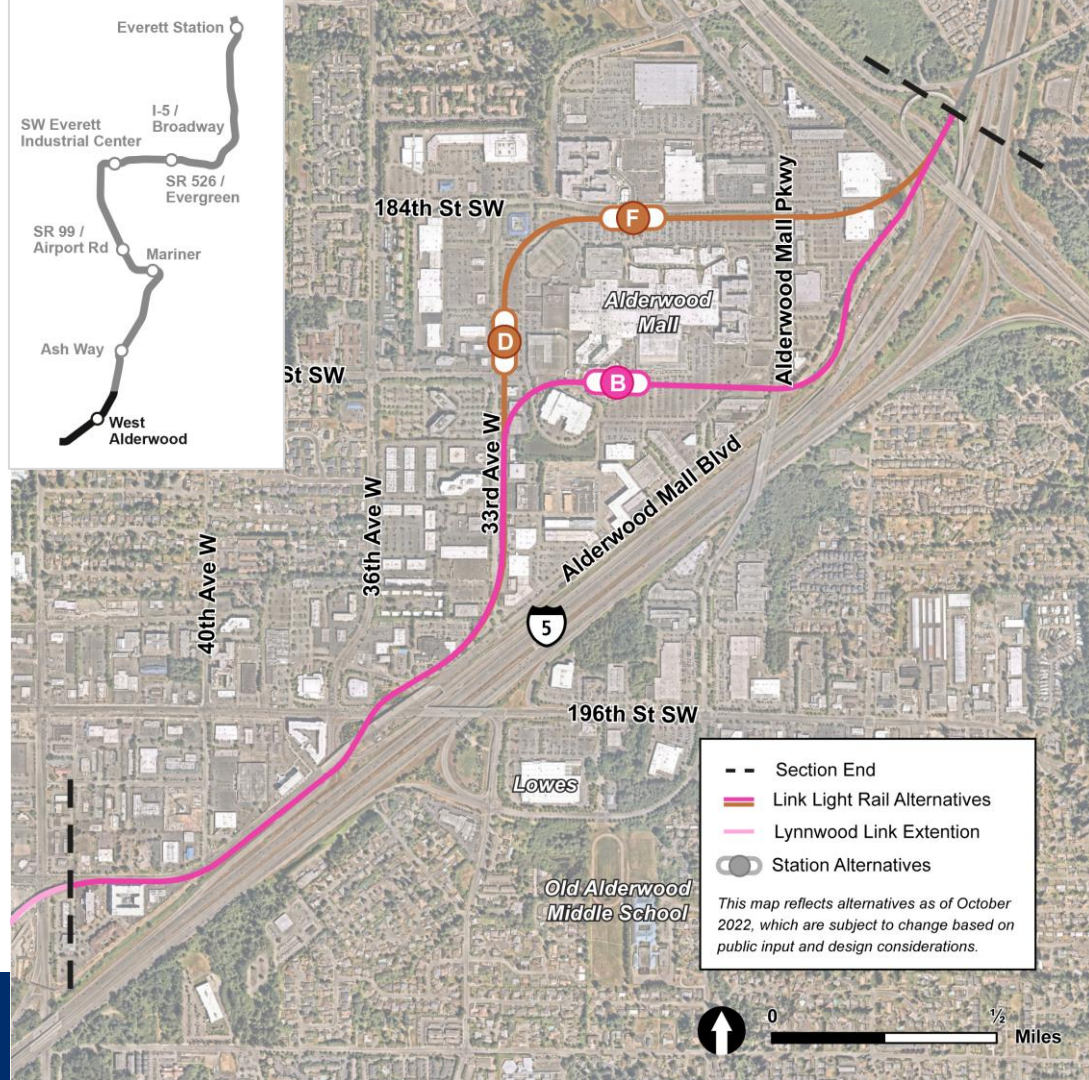 Everett Station
I-5 /
Broadway
SW Everett
Industrial Center
SR 526 /
Evergreen
SR 99 /
Airport Rd
Mariner
Ash Way
West
Alderwood
184th St SW
F
Alderwood Mall Pkwy
Alderwood
Mall
D
St SW
B
33rd Ave W
Alderwood Mall Blvd
36th Ave W
40th Ave W
5
196th St SW
Lowes
Old Alderwood
Middle School
Section End
Link Light Rail Alternatives
Lynnwood Link Extention
Station Alternatives
This map reflects alternatives as of October
2022, which are subject to change based on
public input and design considerations.
0 ½
Miles